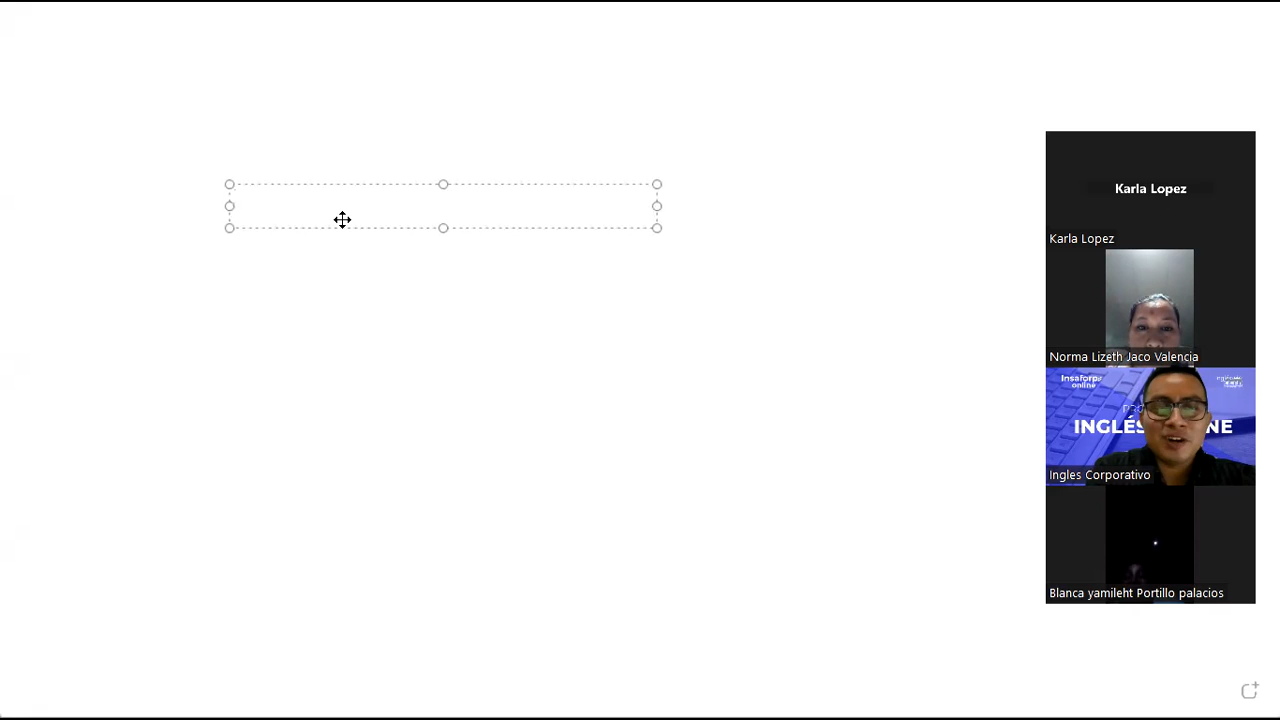 Karla Lopez
Karla Lopez
Norma Lizeth Jaco Valencia
Insaforp
online
INGLÉS
NE
Ingles Corporativo
Blanca yamileht Portillo palacios